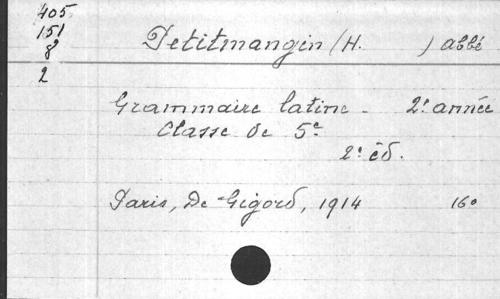 405
151
8
2
Petitmangin (H. ) abbé
Grammaire latine - 2e année
Classe de 5e
2e éd.
Paris, De Gigord, 1914 16o